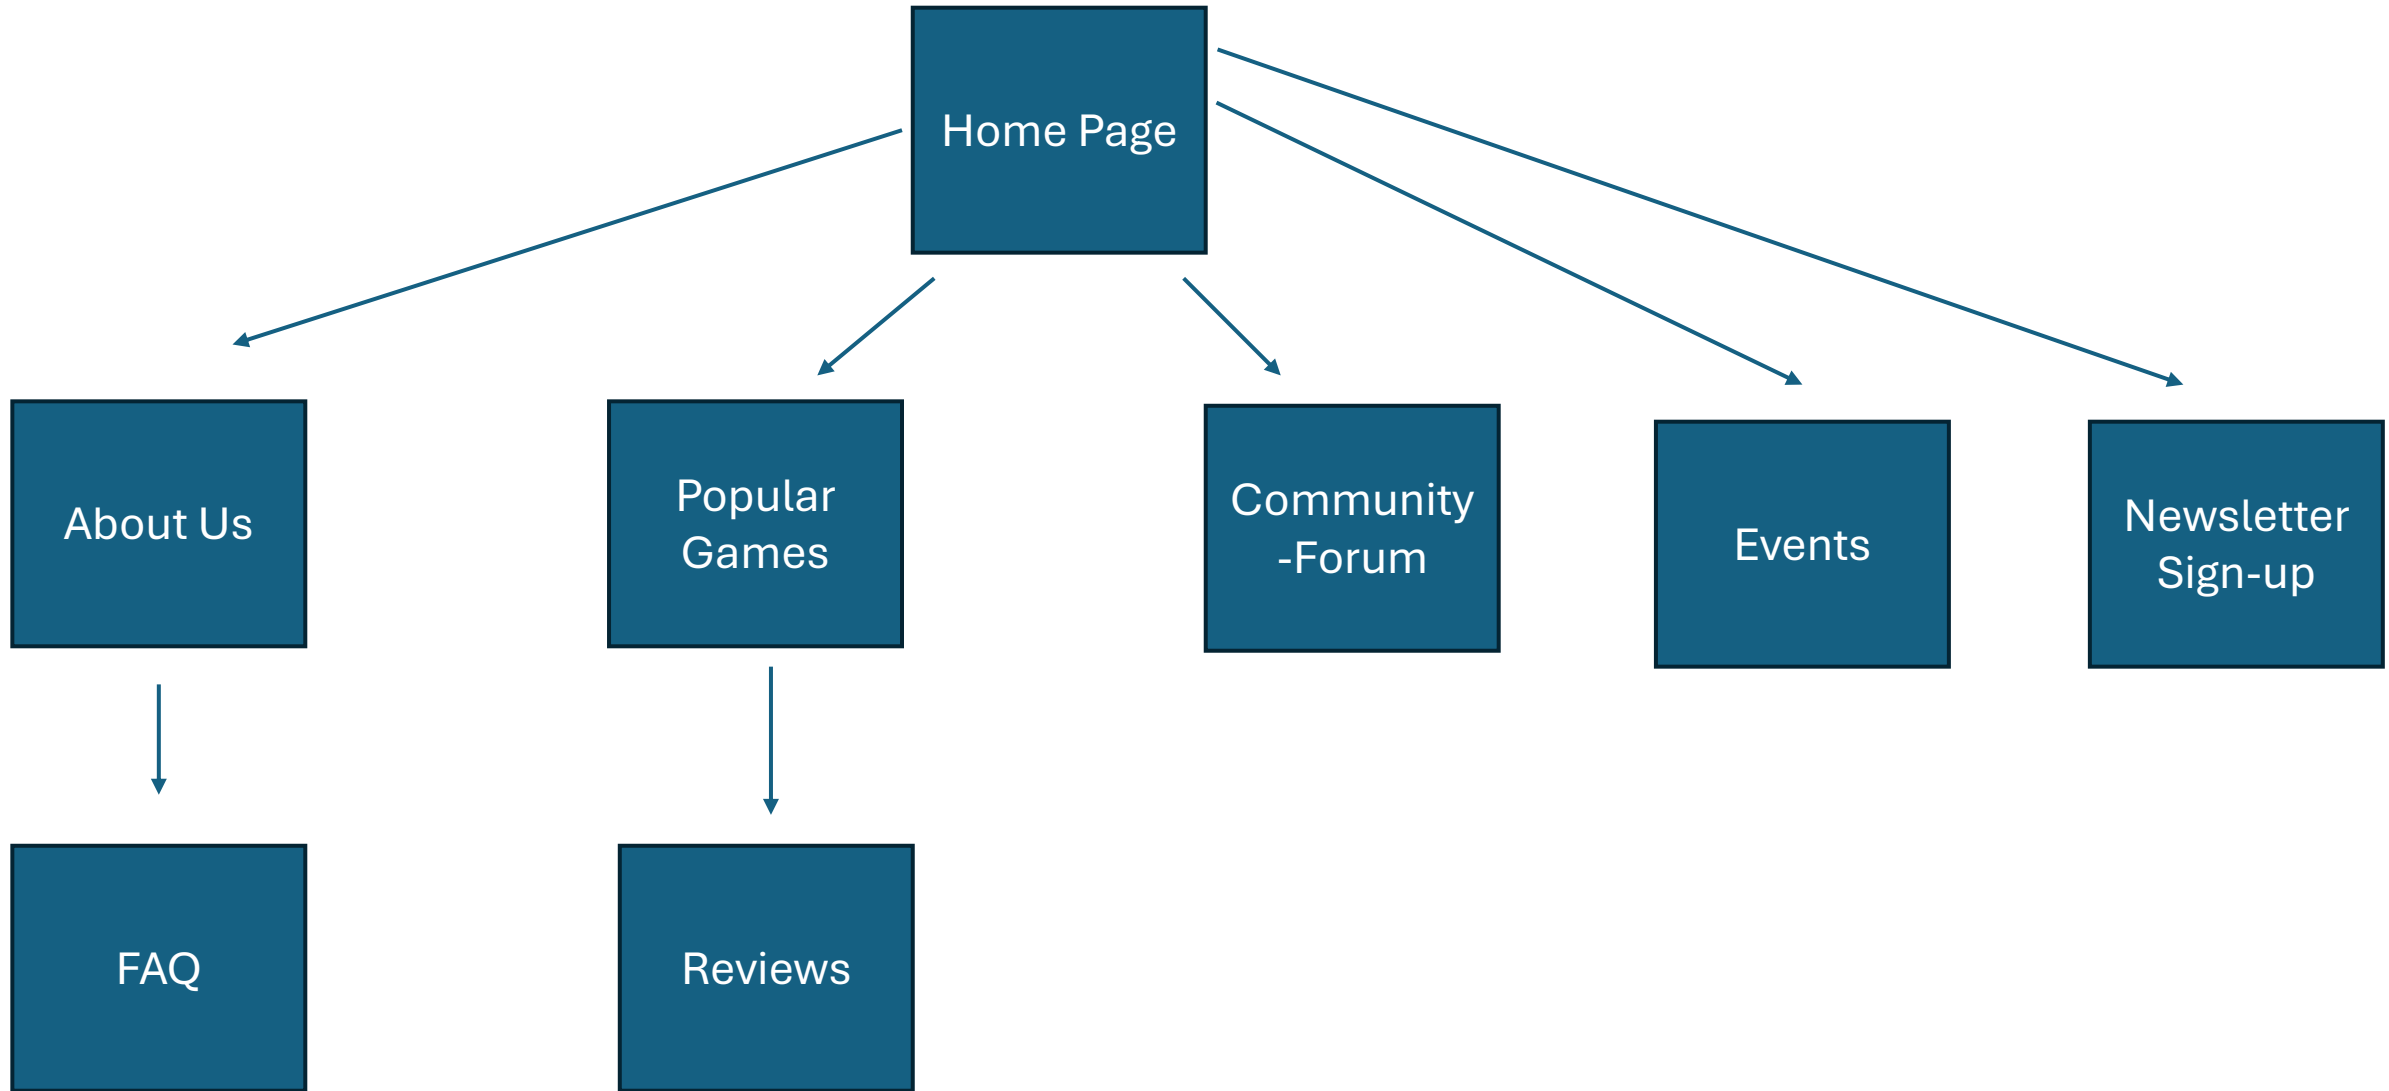 Home Page
About Us
Popular
Games
Community
-Forum
Events
Newsletter
Sign-up
FAQ
Reviews